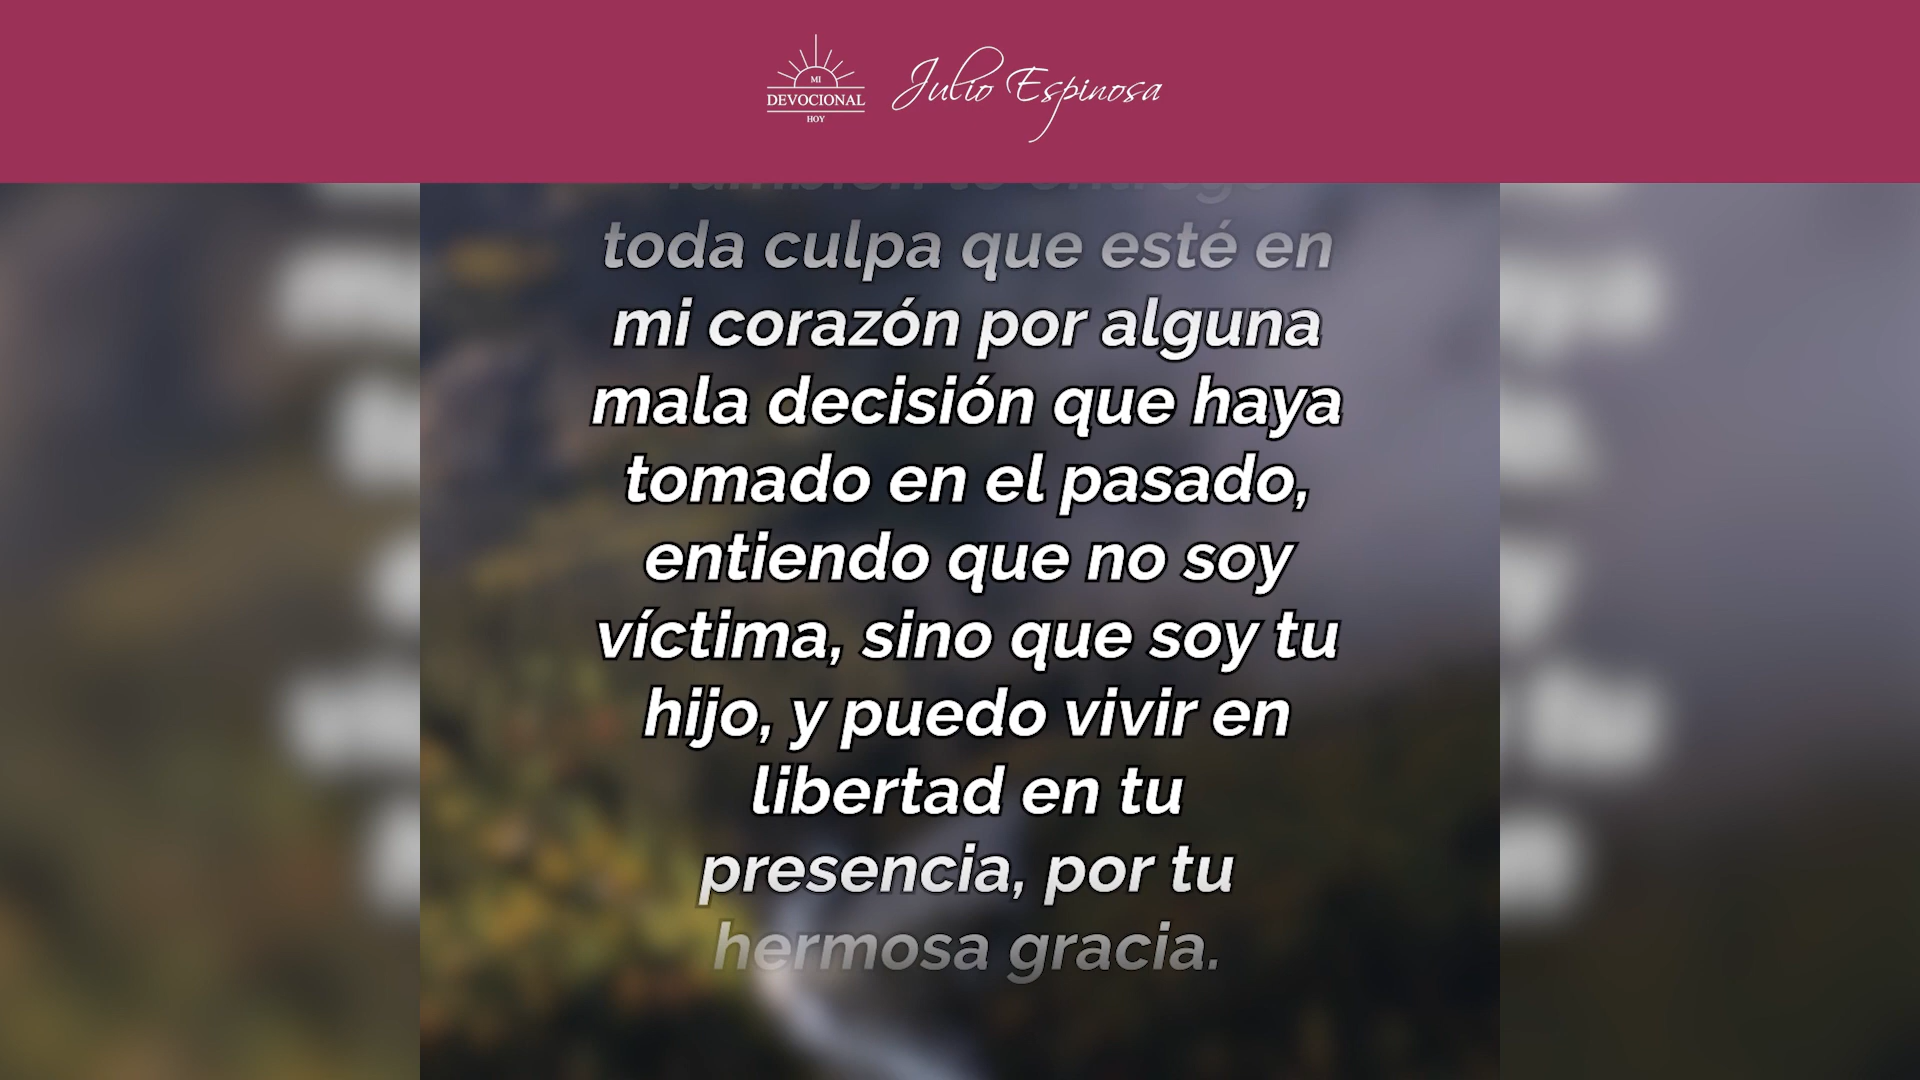 MI
DEVOCIONAL
HOY
Julio Espinosa
toda culpa que esté en
mi corazón por alguna
mala decisión que haya
tomado en el pasado,
entiendo que no soy
víctima, sino que soy tu
hijo, y puedo vivir en
libertad en tu
presencia, por tu
hermosa gracia.